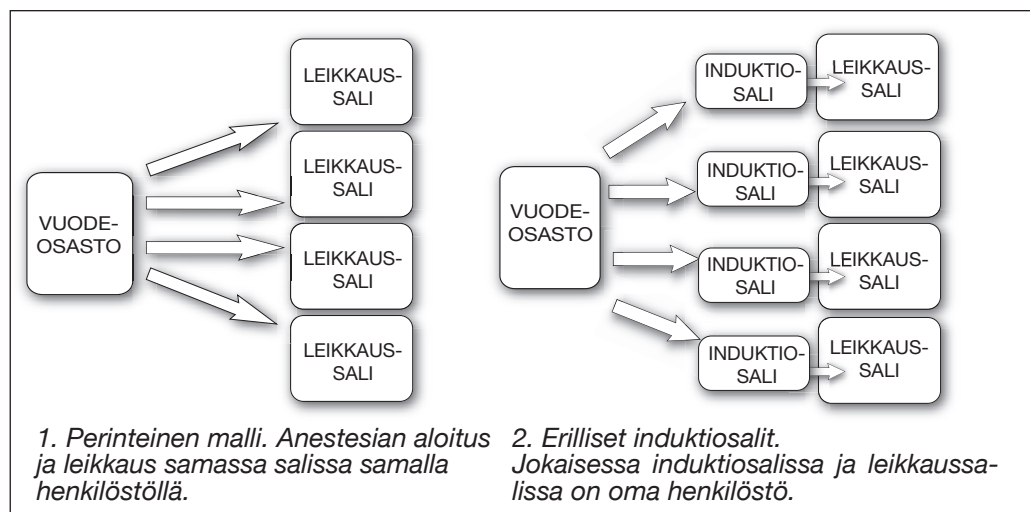 VUODE-
OSASTO
LEIKKAUS-
SALI
LEIKKAUS-
SALI
LEIKKAUS-
SALI
LEIKKAUS-
SALI
1. Perinteinen malli. Anestesian aloitus
ja leikkaus samassa salissa samalla
henkilöstöllä.
VUODE-
OSASTO
INDUKTIO-
SALI
LEIKKAUS-
SALI
INDUKTIO-
SALI
LEIKKAUS-
SALI
INDUKTIO-
SALI
LEIKKAUS-
SALI
INDUKTIO-
SALI
LEIKKAUS-
SALI
2. Erilliset induktiosalit.
Jokaisessa induktiosalissa ja leikkaussa-
lissa on oma henkilöstö.